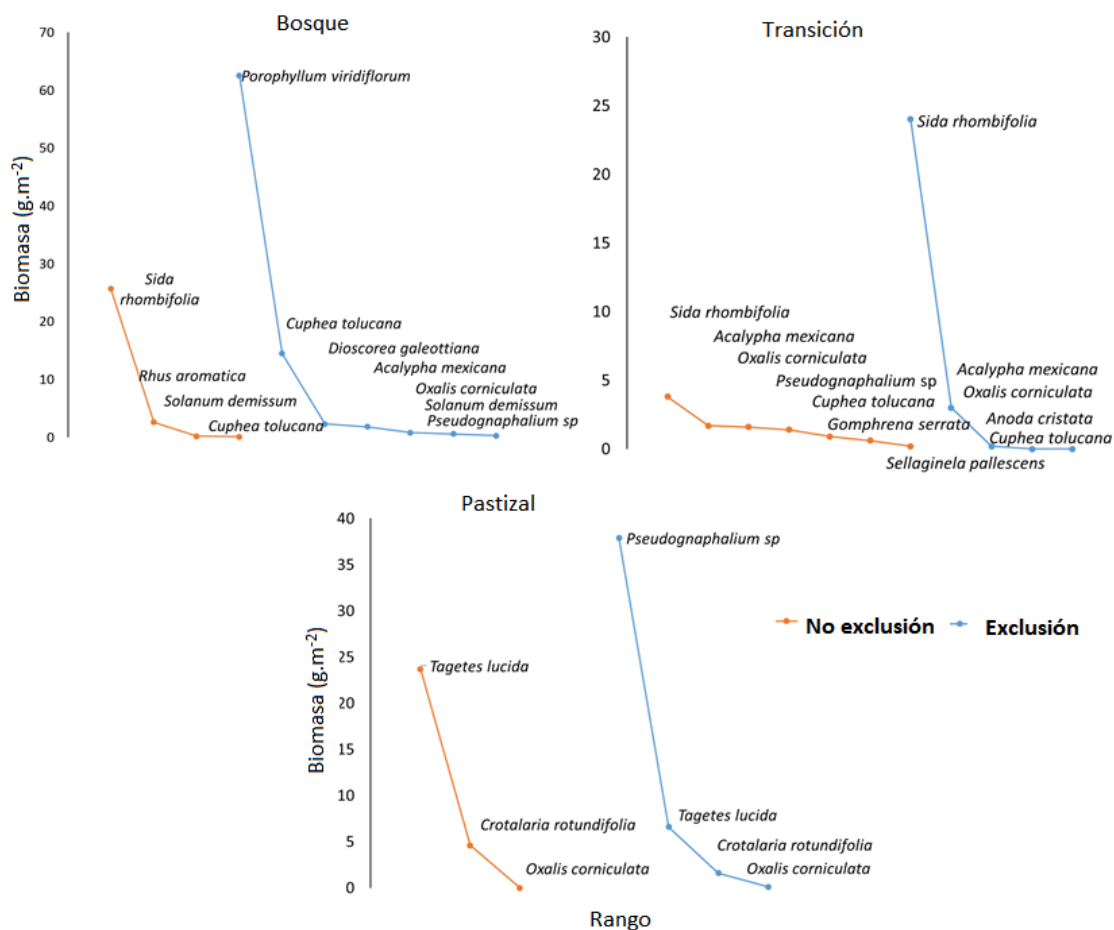 Bosque
Biomasa (g.m-2)
70
60
50
40
30
20
10
0
Porophyllum viridiflorum
Sida
rhombifolia
Cuphea tolucana
Dioscorea galeottiana
Acalypha mexicana
Rhus aromatica
Oxalis corniculata
Solanum demissum
Solanum demissum
Pseudognaphalium sp
Cuphea tolucana
Transición
30
25
20
15
10
5
0
Sida rhombifolia
Sida rhombifolia
Acalypha mexicana
Oxalis corniculata
Pseudognaphalium sp
Cuphea tolucana
Gomphrena serrata
Sellaginela pallescens
Acalypha mexicana
Oxalis corniculata
Anoda cristata
Cuphea tolucana
Pastizal
Biomasa (g.m-2)
40
35
30
25
20
15
10
5
0
Pseudognaphalium sp
Tagetes lucida
Crotalaria rotundifolia
Oxalis corniculata
Tagetes lucida
Crotalaria rotundifolia
Oxalis corniculata
No exclusión
Exclusión
Rango